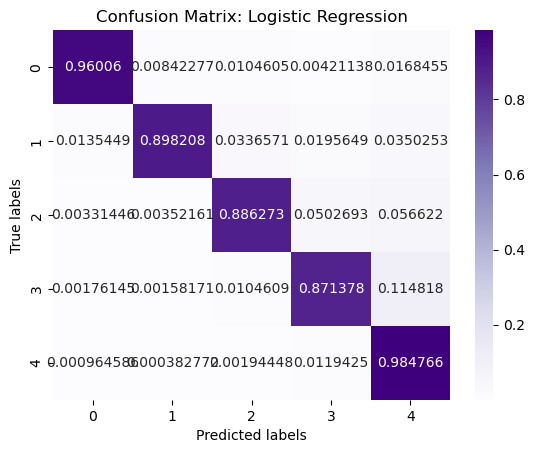 Confusion Matrix: Logistic Regression
0 0.96006 0.00842277 0.0104605 0.00421138 0.0168455
1 0.0135449 0.898208 0.0336571 0.0195649 0.0350253
2 0.00331446 0.00352161 0.886273 0.0502693 0.056622
3 0.00176145 0.00158171 0.0104609 0.871378 0.114818
4 0.000964586 0.000382772 0.00194448 0.0119425 0.984766
0 1 2 3 4
Predicted labels
True labels
0.8
0.6
0.4
0.2